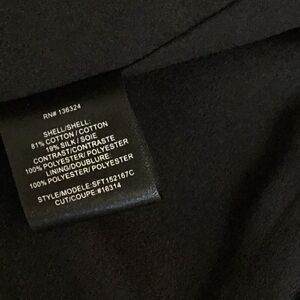 RN# 136324
SHELL/SHELL:
81% COTTON / COTTON
19% SILK / SOIE
CONTRAST/CONTRASTE
100% POLYESTER/ POLYESTER
LINING/DOUBLURE:
100% POLYESTER/ POLYESTER
STYLE/MODELE:SFT152167C
CUT/COUPE:#16314